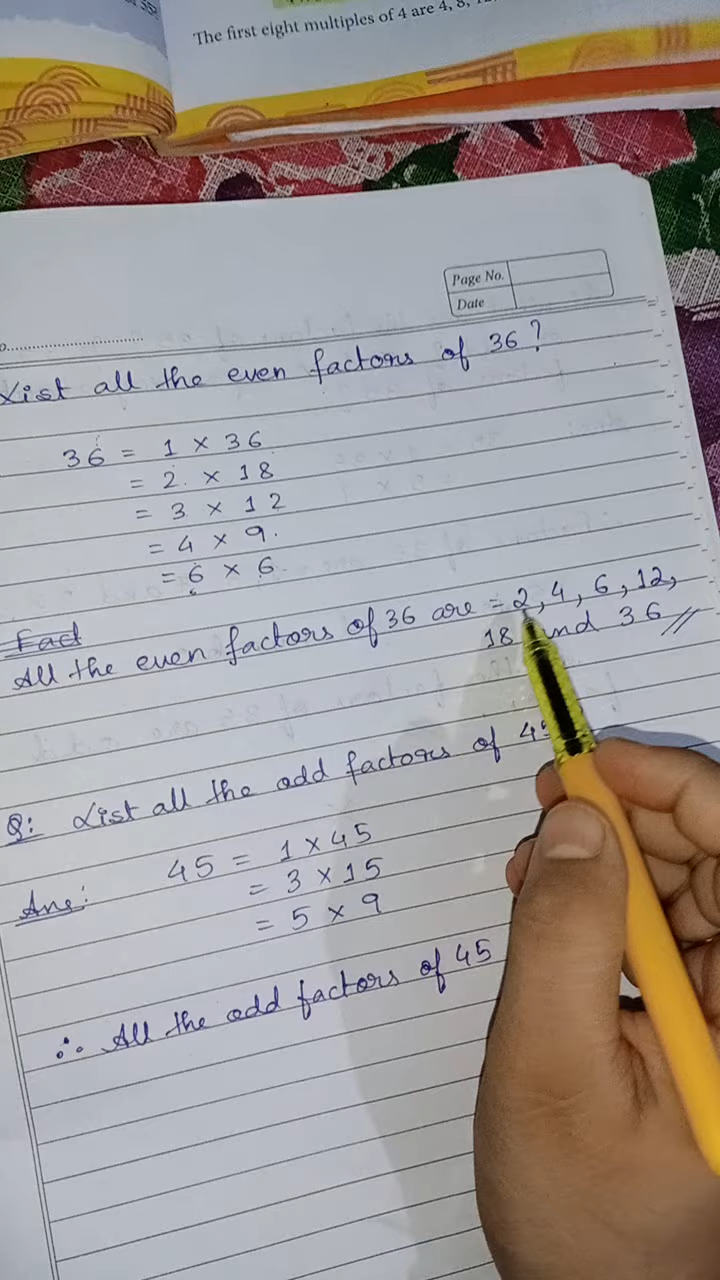 The first eight multiples of 4 are 4, 8,
Page No.
Date
List all the even factors of 36?
36 = 1 × 36
= 2 × 18
= 3 × 12
= 4 × 9.
= 6 × 6
Fact
All the even factors of 36 are = 2, 4, 6, 12,
18 and 36 //
Q: List all the odd factors of 45
Ans: 45 = 1 × 45
= 3 × 15
= 5 × 9
∴ All the odd factors of 45